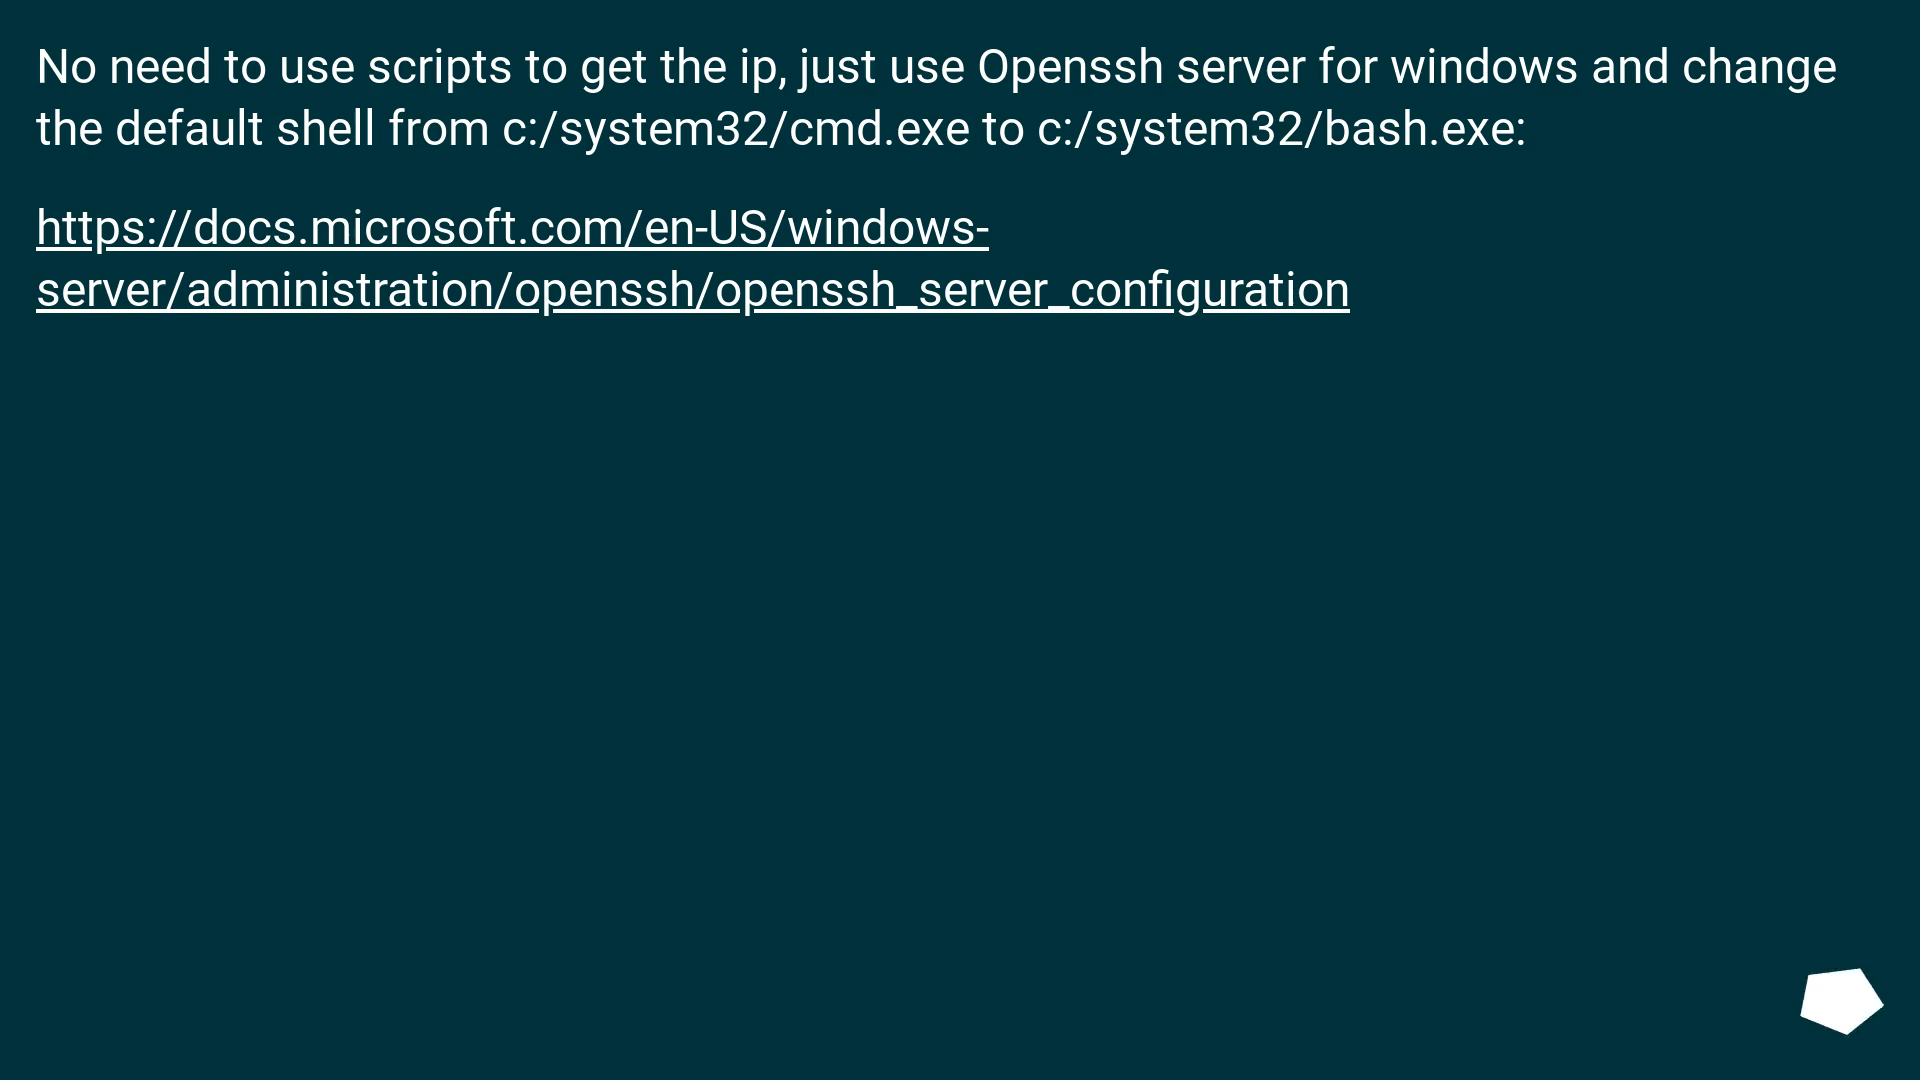 No need to use scripts to get the ip, just use Openssh server for windows and change
the default shell from c:/system32/cmd.exe to c:/system32/bash.exe:
https://docs.microsoft.com/en-US/windows-
server/administration/openssh/openssh_server_configuration